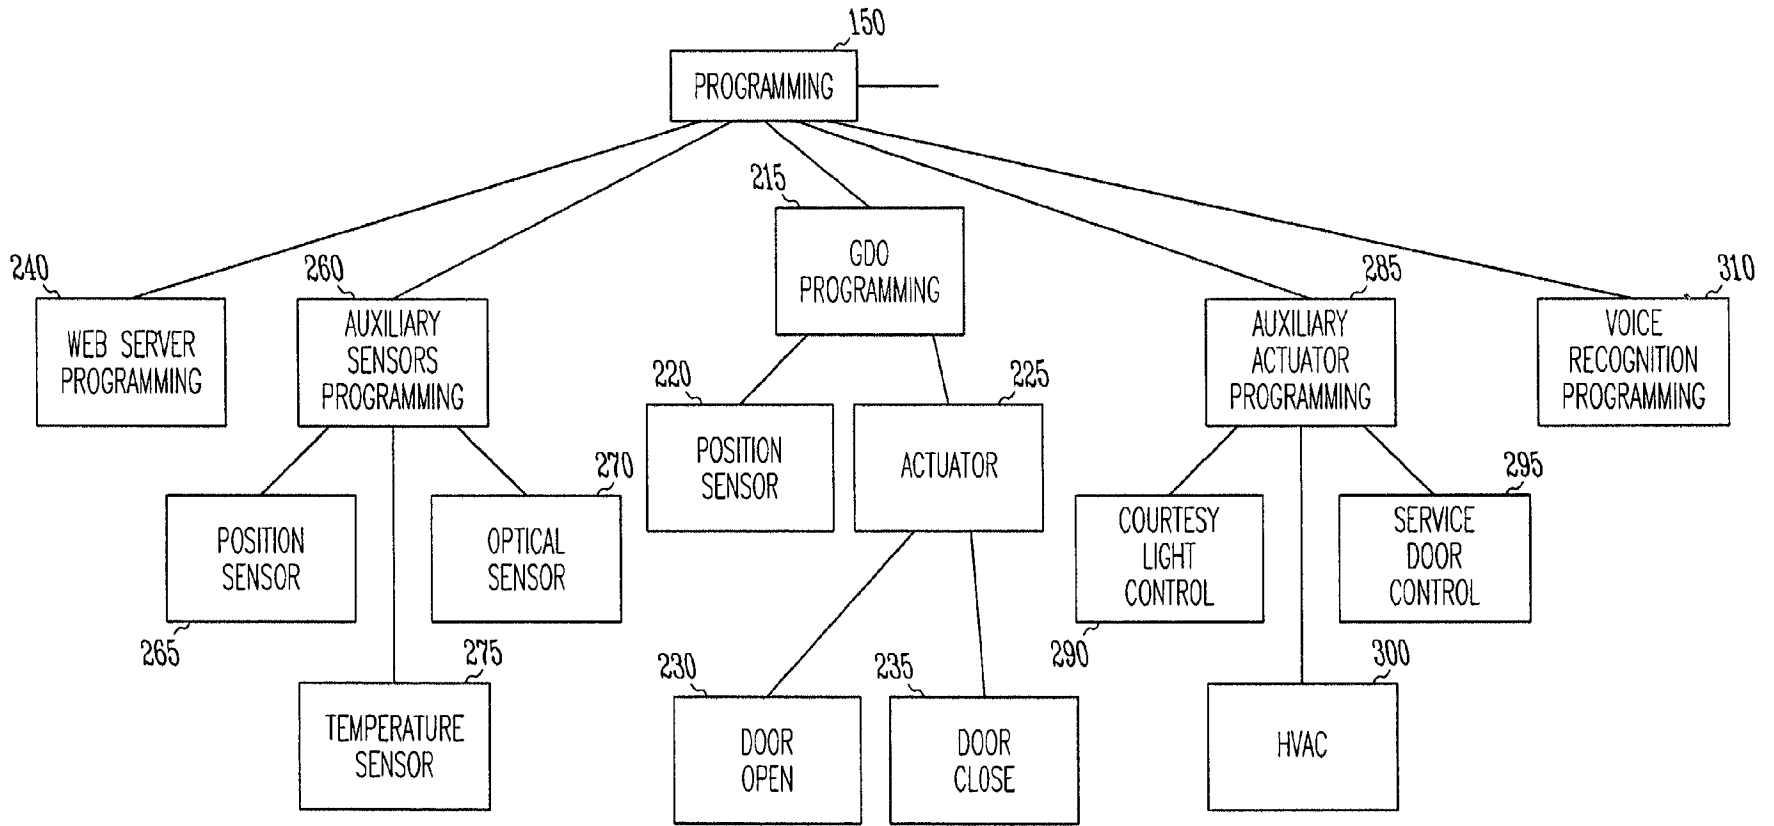 150
PROGRAMMING
215
GDO
PROGRAMMING
240
WEB SERVER
PROGRAMMING
260
AUXILIARY
SENSORS
PROGRAMMING
285
AUXILIARY
ACTUATOR
PROGRAMMING
310
VOICE
RECOGNITION
PROGRAMMING
220
POSITION
SENSOR
225
ACTUATOR
POSITION
SENSOR
265
270
OPTICAL
SENSOR
COURTESY
LIGHT
CONTROL
290
295
SERVICE
DOOR
CONTROL
275
TEMPERATURE
SENSOR
230
DOOR
OPEN
235
DOOR
CLOSE
300
HVAC